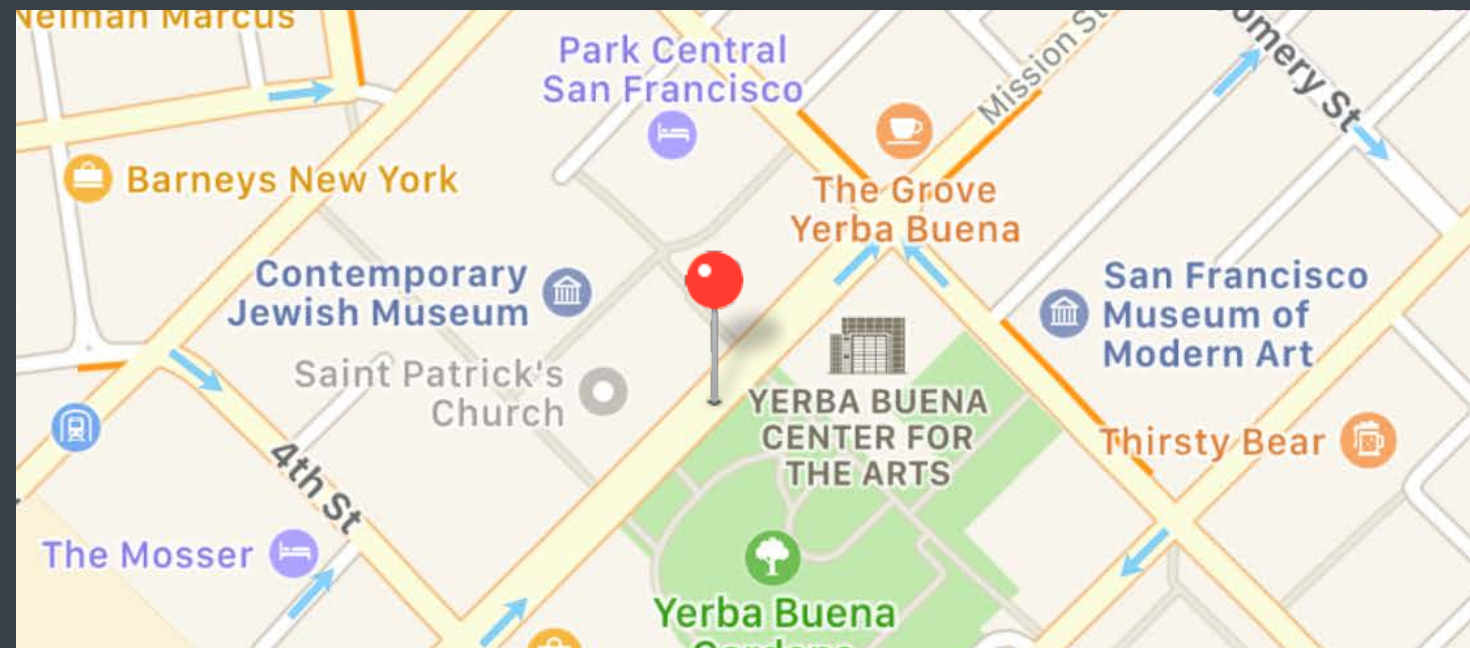 Neiman Marcus
Park Central
San Francisco
Mission St
Barneys New York
The Grove
Yerba Buena
Contemporary
Jewish Museum
San Francisco
Museum of
Modern Art
Saint Patrick's
Church
YERBA BUENA
CENTER FOR
THE ARTS
Thirsty Bear
4th St
The Mosser
Yerba Buena
Gardens